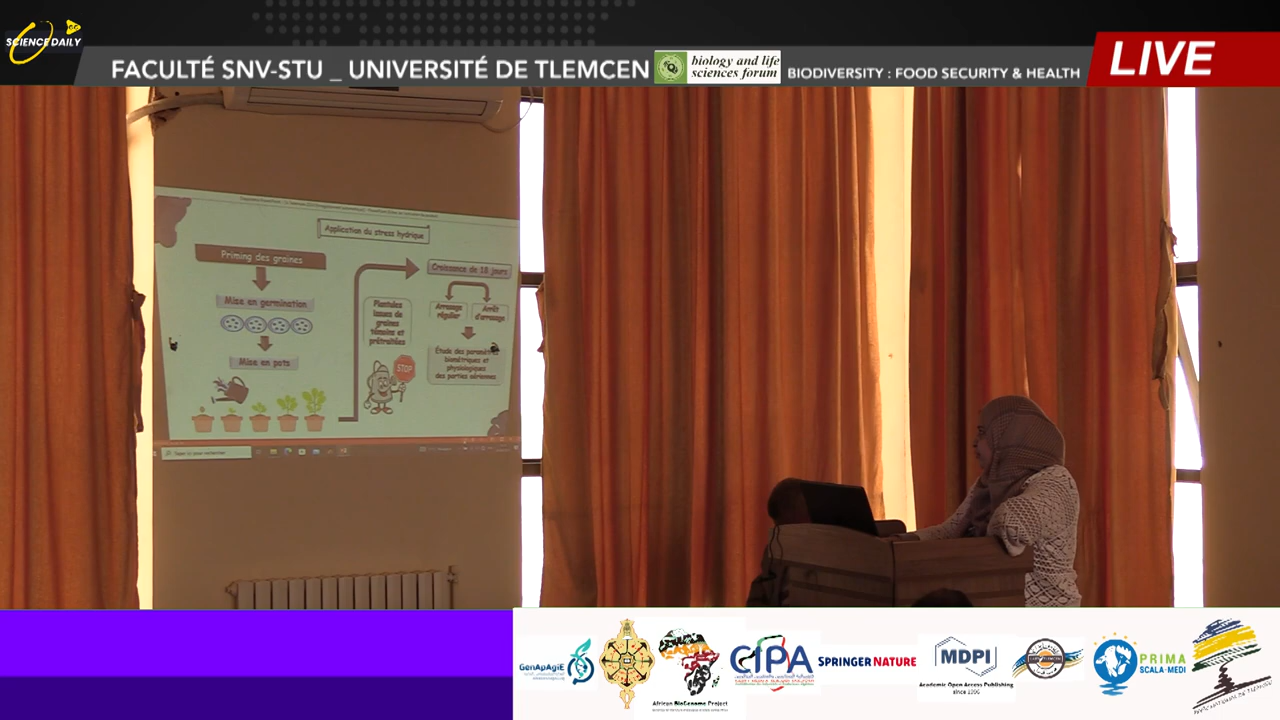 SCIENCE DAILY
FACULTÉ SNV-STU _ UNIVERSITÉ DE TLEMCEN
biology and life
sciences forum
BIODIVERSITY : FOOD SECURITY & HEALTH
LIVE
Application du stress hydrique
Priming des graines
Mise en germination
Mise en pots
Plantules
issues de
graines
témoins et
prétraitées
STOP
Croissance de 18 jours
Arrosage
régulier
Arrêt
d'arrosage
Étude des paramètres
biométriques et
physiologiques
des parties aériennes
GenApAgiE
African BioGenome Project
CIPA
SPRINGER NATURE
MDPI
Academic Open Access Publishing
since 1996
PRIMA
SCALA-MEDI